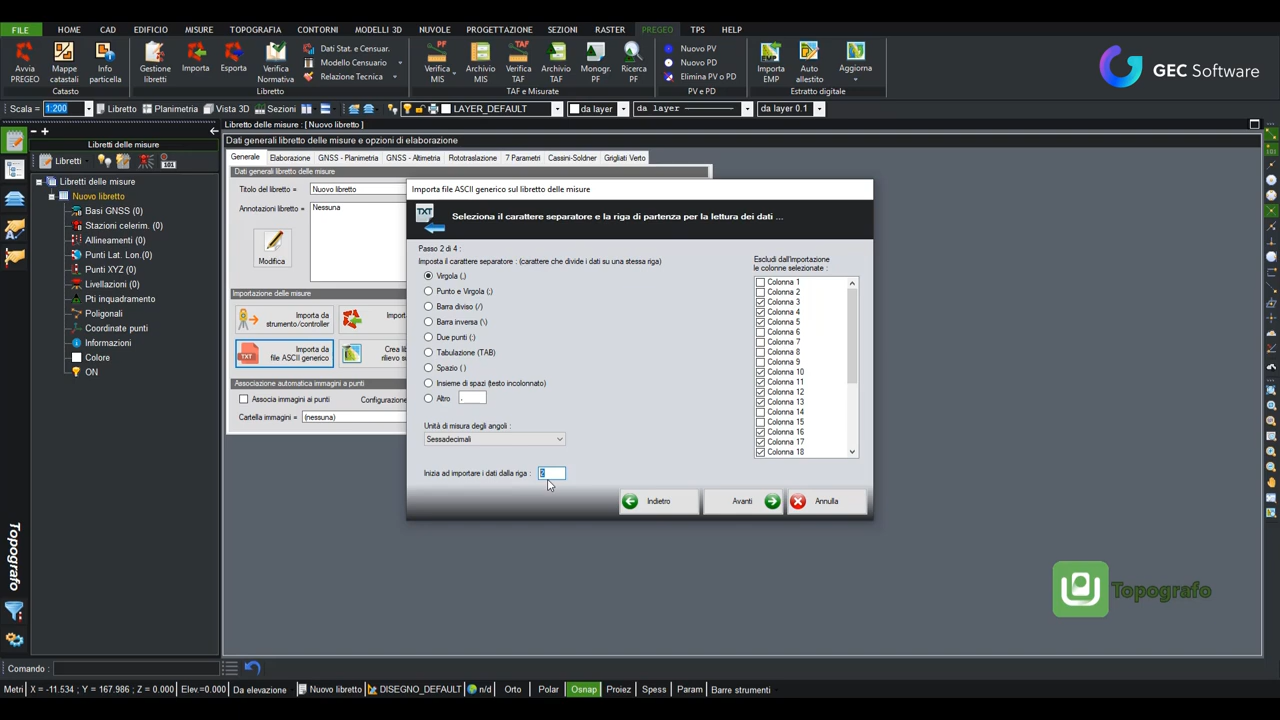 FILE HOME CAD EDIFICIO MISURE TOPOGRAFIA CONTORNI MODELLI 3D NUVOLE PROGETTAZIONE SEZIONI RASTER PREGEO TPS HELP
Avvia PREGEO
Mappe catastali
Info particella
Catasto
Gestione libretti
Importa
Esporta
Verifica Normativa
Dati Stat. e Censuar.
Modello Censuario
Relazione Tecnica
Libretto
PF
Verifica MIS
MIS
Archivio MIS
TAF
Verifica TAF
TAF
Archivio TAF
PF
Monogr. PF
Ricerca PF
TAF e Misurate
Nuovo PV
Nuovo PD
Elimina PV o PD
PV e PD
Importa EMP
Auto allestito
Aggiorna
Estratto digitale
GEC Software
Scala = 1:200 Libretto Planimetria Vista 3D Sezioni LAYER_DEFAULT da layer da layer da layer 0.1
Libretti delle misure
Libretti
Libretti delle misure
Nuovo libretto
Basi GNSS (0)
Stazioni celerim. (0)
Allineamenti (0)
Punti Lat. Lon.(0)
Punti XYZ (0)
Livellazioni (0)
Pti inquadramento
Poligonali
Coordinate punti
Informazioni
Colore
ON
Topografo
Libretto delle misure : [ Nuovo libretto ]
Dati generali libretto delle misure e opzioni di elaborazione
Generale Elaborazione GNSS - Planimetria GNSS - Altimetria Rototraslazione 7 Parametri Cassini-Soldner Grigliati Verto
Dati generali libretto delle misure
Titolo del libretto = Nuovo libretto
Annotazioni libretto = Nessuna
Modifica
Importazione delle misure
Importa da strumento/controller
TXT
Importa da file ASCII generico
Associazione automatica immagini a punti
Associa immagini ai punti
Cartella immagini = (nessuna)
Importa file ASCII generico sul libretto delle misure
TXT
Seleziona il carattere separatore e la riga di partenza per la lettura dei dati ...
Passo 2 di 4 :
Imposta il carattere separatore : (carattere che divide i dati su una stessa riga)
Virgola (,)
Punto e Virgola (;)
Barra diviso (/)
Barra inversa (\)
Due punti (:)
Tabulazione (TAB)
Spazio ( )
Insieme di spazi (testo incolonnato)
Altro .
Unità di misura degli angoli :
Sessadecimali
Inizia ad importare i dati dalla riga : 2
Escludi dall'importazione
le colonne selezionate :
Colonna 1
Colonna 2
Colonna 3
Colonna 4
Colonna 5
Colonna 6
Colonna 7
Colonna 8
Colonna 9
Colonna 10
Colonna 11
Colonna 12
Colonna 13
Colonna 14
Colonna 15
Colonna 16
Colonna 17
Colonna 18
Indietro Avanti Annulla
Topografo
Comando :
Metri X = -11.534 ; Y = 167.986 ; Z = 0.000 Elev=0.000 Da elevazione Nuovo libretto DISEGNO_DEFAULT n/d Orto Polar Osnap Proiez Spess Param Barre strumenti